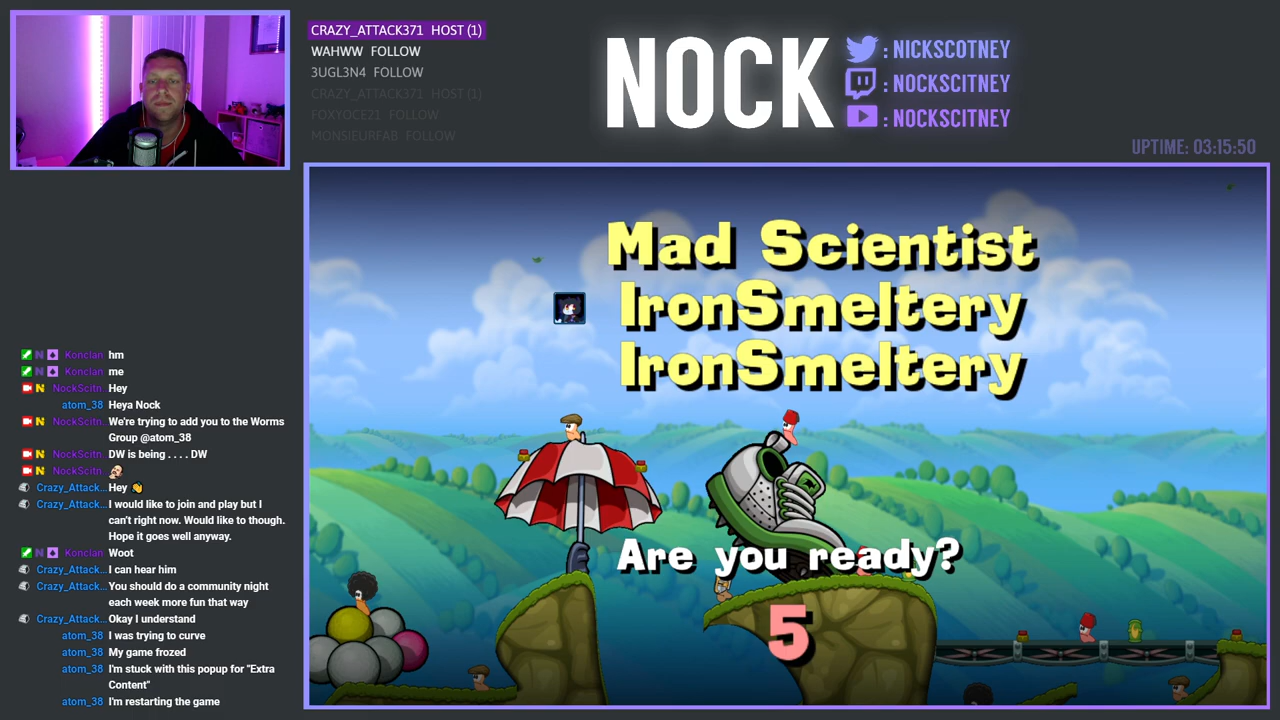 CRAZY_ATTACK371 HOST (1)
WAHWW FOLLOW
3UGL3N4 FOLLOW
CRAZY_ATTACK371 HOST (1)
FOXYOCE21 FOLLOW
MONSIEURFAB FOLLOW
NOCK
: NICKSCOTNEY
: NOCKSCITNEY
: NOCKSCITNEY
UPTIME: 03:15:50
Mad Scientist
IronSmeltery
IronSmeltery
Are you ready?
5
Konclan hm
Konclan me
NockScitn.. Hey
atom_38 Heya Nock
NockScitn.. We're trying to add you to the Worms
Group @atom_38
NockScitn.. DW is being . . . . DW
NockScitn..
Crazy_Attack... Hey 👋
Crazy_Attack... I would like to join and play but I
can't right now. Would like to though.
Hope it goes well anyway.
Konclan Woot
Crazy_Attack... I can hear him
Crazy_Attack... You should do a community night
each week more fun that way
Crazy_Attack... Okay I understand
atom_38 I was trying to curve
atom_38 My game frozed
atom_38 I'm stuck with this popup for "Extra
Content"
atom_38 I'm restarting the game